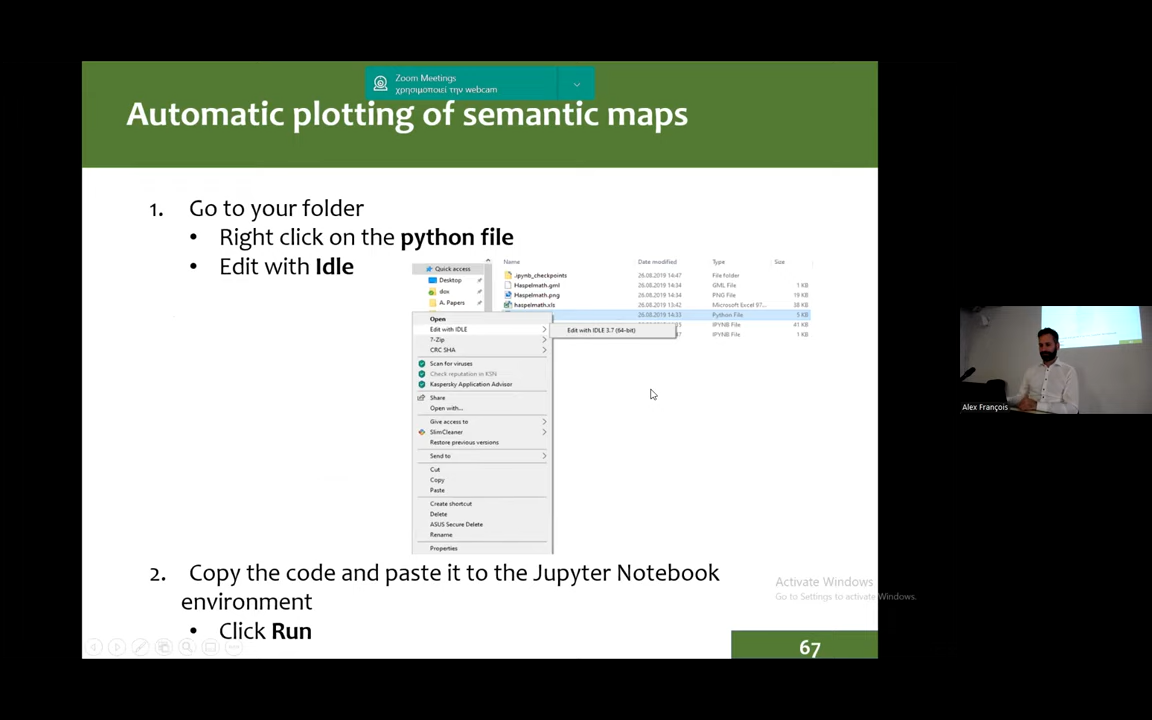 Zoom Meetings
χρησιμοποιεί την webcam
Automatic plotting of semantic maps
1. Go to your folder
• Right click on the python file
• Edit with Idle
Quick access
Desktop
dox
A. Papers
Name Date modified Type Size
.ipynb_checkpoints 26.08.2019 14:47 File folder
Haspelmath.gml 26.08.2019 14:34 GML File 1 KB
Haspelmath.png 26.08.2019 14:34 PNG File 19 KB
haspelmath.xls 26.08.2019 13:42 Microsoft Excel 97... 38 KB
26.08.2019 14:33 Python File 5 KB
IPYNB File 41 KB
IPYNB File 1 KB
Open
Edit with IDLE
Edit with IDLE 3.7 (64-bit)
7-Zip
CRC SHA
Scan for viruses
Check reputation in KSN
Kaspersky Application Advisor
Share
Open with...
Give access to
SlimCleaner
Restore previous versions
Send to
Cut
Copy
Paste
Create shortcut
Delete
ASUS Secure Delete
Rename
Properties
2. Copy the code and paste it to the Jupyter Notebook
environment
• Click Run
Activate Windows
Go to Settings to activate Windows.
67
Alex François